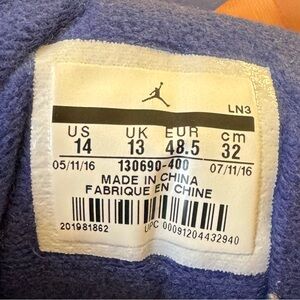 LN3
US UK EUR cm
14 13 48.5 32
05/11/16 130690-400 07/11/16
MADE IN CHINA
FABRIQUE EN CHINE
201981862 UPC 00091204432940